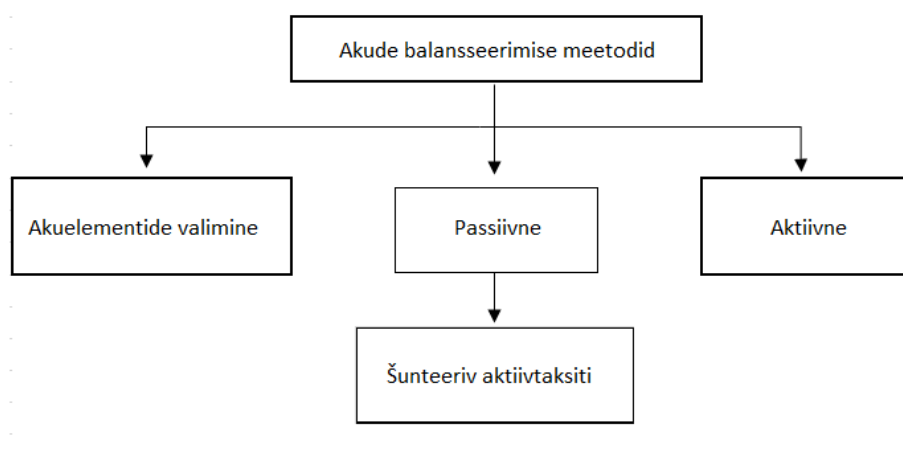 Akude balansseerimise meetodid
Akuelementide valimine
Passiivne
Aktiivne
Šunteeriv aktiivtaksiti